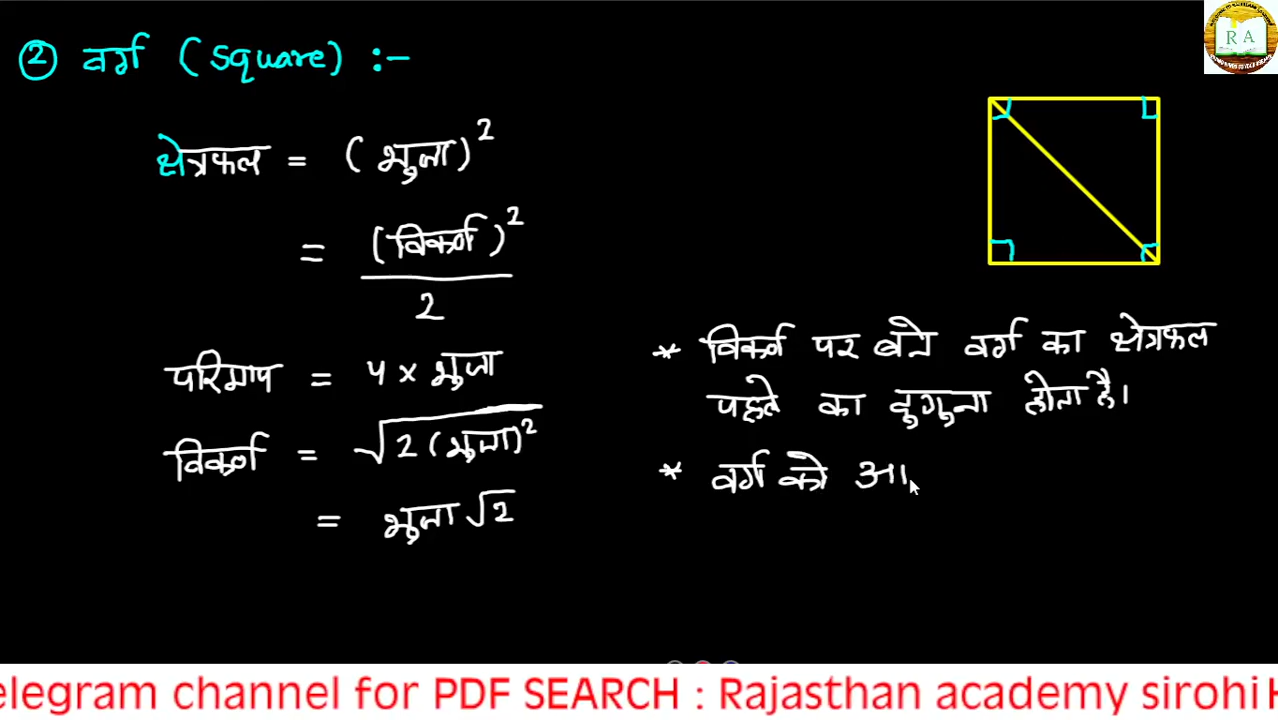 ② वर्ग (square) :-
क्षेत्रफल = (भुजा)²
= (विकर्ण)²
2
परिमाप = 4 × भुजा
विकर्ण = √2(भुजा)²
= भुजा √2
* विकर्ण पर बने वर्ग का क्षेत्रफल
पहले का दुगुना होता है।
* वर्ग को आ
R A
elegram channel for PDF SEARCH : Rajasthan academy sirohi H